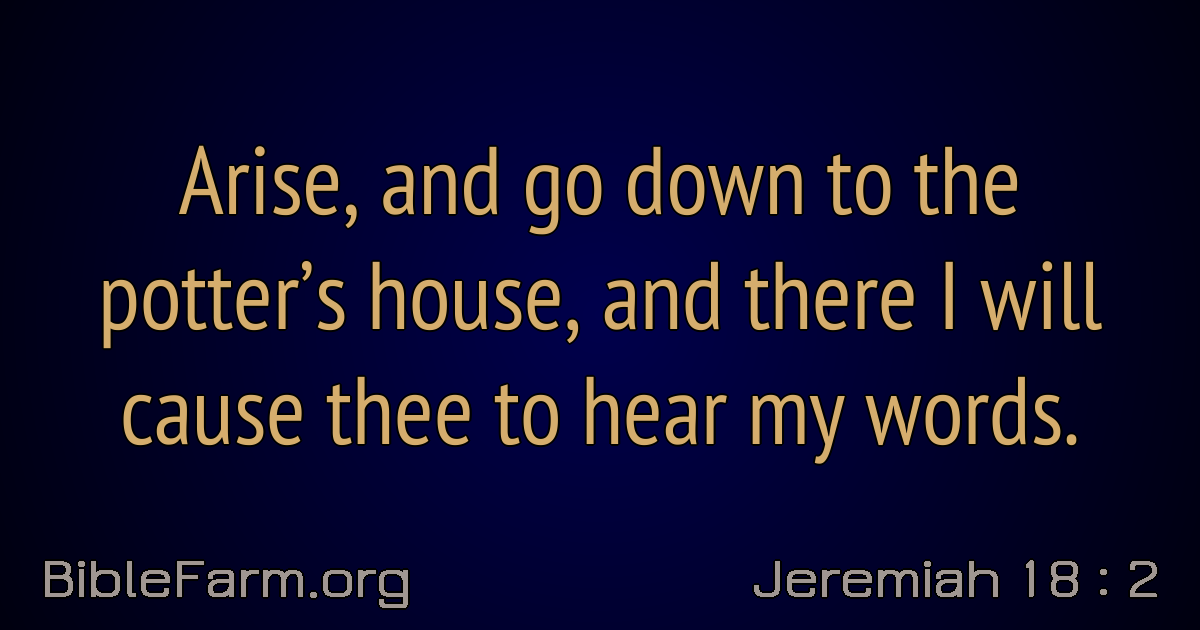 Arise, and go down to the
potter’s house, and there I will
cause thee to hear my words.
BibleFarm.org
Jeremiah 18 : 2